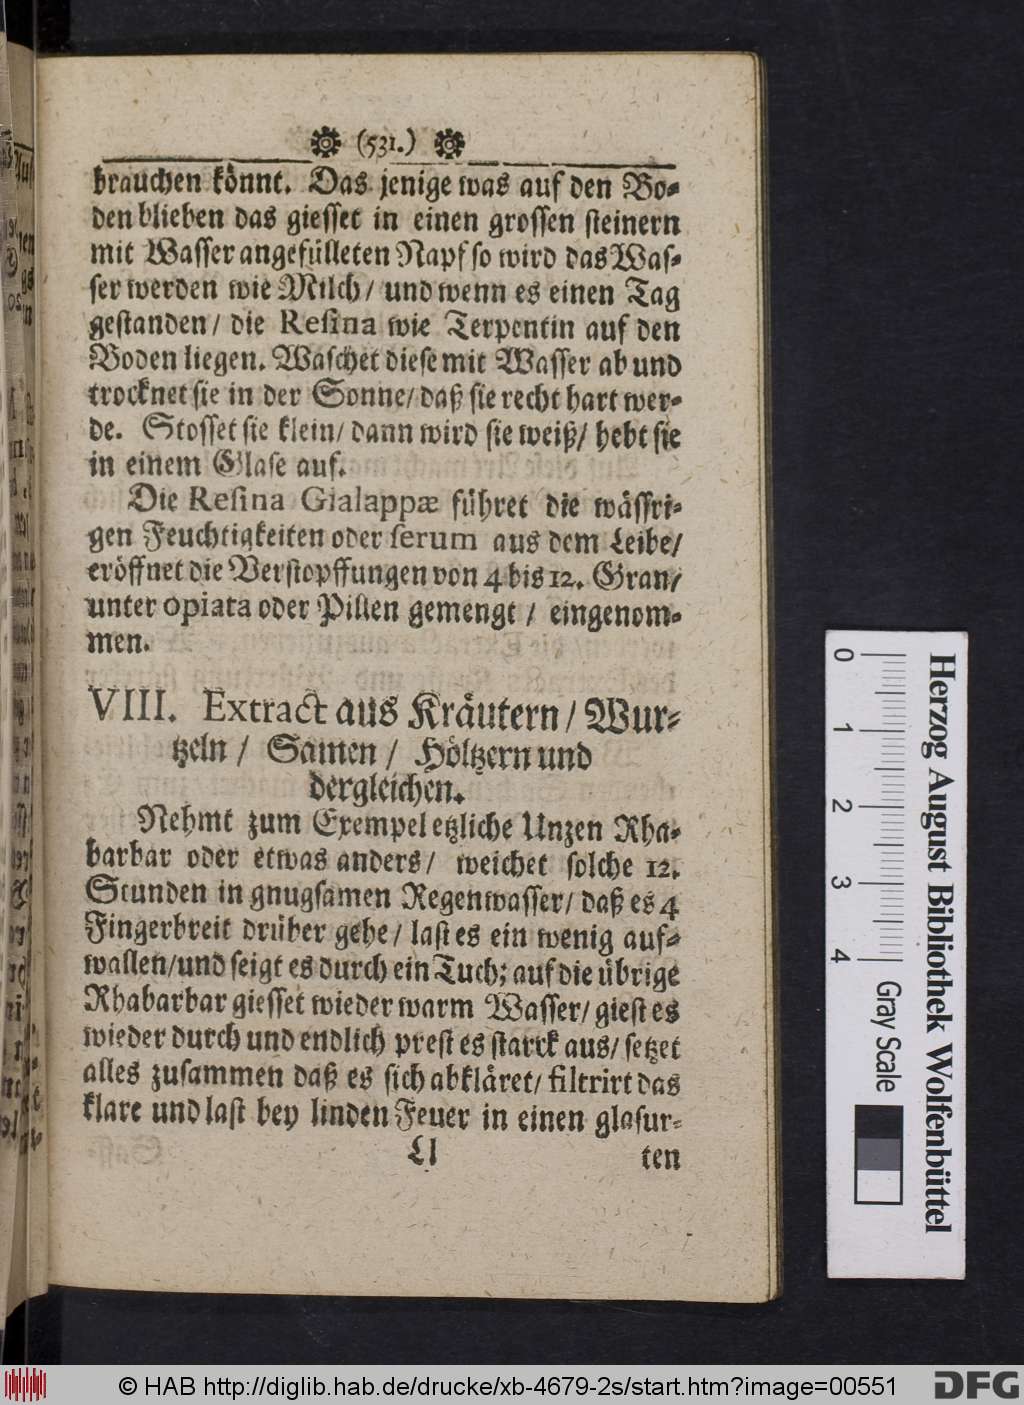 (531.)
brauchen könnt. Das jenige was auf den Bo-
den blieben das giesset in einen grossen steinern
mit Wasser angefülleten Napf so wird das Was-
ser werden wie Milch/ und wenn es einen Tag
gestanden/ die Resina wie Terpentin auf den
Boden liegen. Waschet diese mit Wasser ab und
trocknet sie in der Sonne/ daß sie recht hart wer-
de. Stosset sie klein/ dann wird sie weiß/ hebt sie
in einem Glase auf.
Die Resina Gialappæ führet die wässri-
gen Feuchtigkeiten oder serum aus dem Leibe/
eröffnet die Verstopffungen von 4 bis 12. Gran/
unter opiata oder Pillen gemengt / eingenom-
men.
VIII. Extract aus Kräutern / Wur-
tzeln / Samen / Höltzern und
dergleichen.
Nehmt zum Exempel etzliche Unzen Rha-
barbar oder etwas anders/ weichet solche 12.
Stunden in gnugsamen Regenwasser/ daß es 4
Fingerbreit drüber gehe/ last es ein wenig auf-
wallen/und seigt es durch ein Tuch; auf die übrige
Rhabarbar giesset wieder warm Wasser/ giest es
wieder durch und endlich prest es starck aus/ setzet
alles zusammen daß es sich abkläret/ filtrirt das
klare und last bey linden Feuer in einen glasur-
Ll ten
0 1 2 3 4 Gray Scale
Herzog August Bibliothek Wolfenbüttel
© HAB http://diglib.hab.de/drucke/xb-4679-2s/start.htm?image=00551
DFG